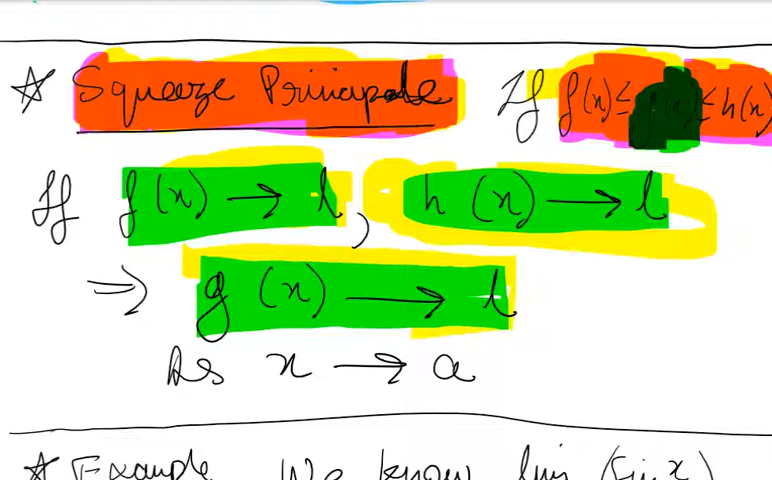 ☆ Squeeze Principle If f(x) ≤ g(x) ≤ h(x)
If f(x) → l, h(x) → l
⇒ g(x) → l
As x → a
☆ Example We know lim (sin x)